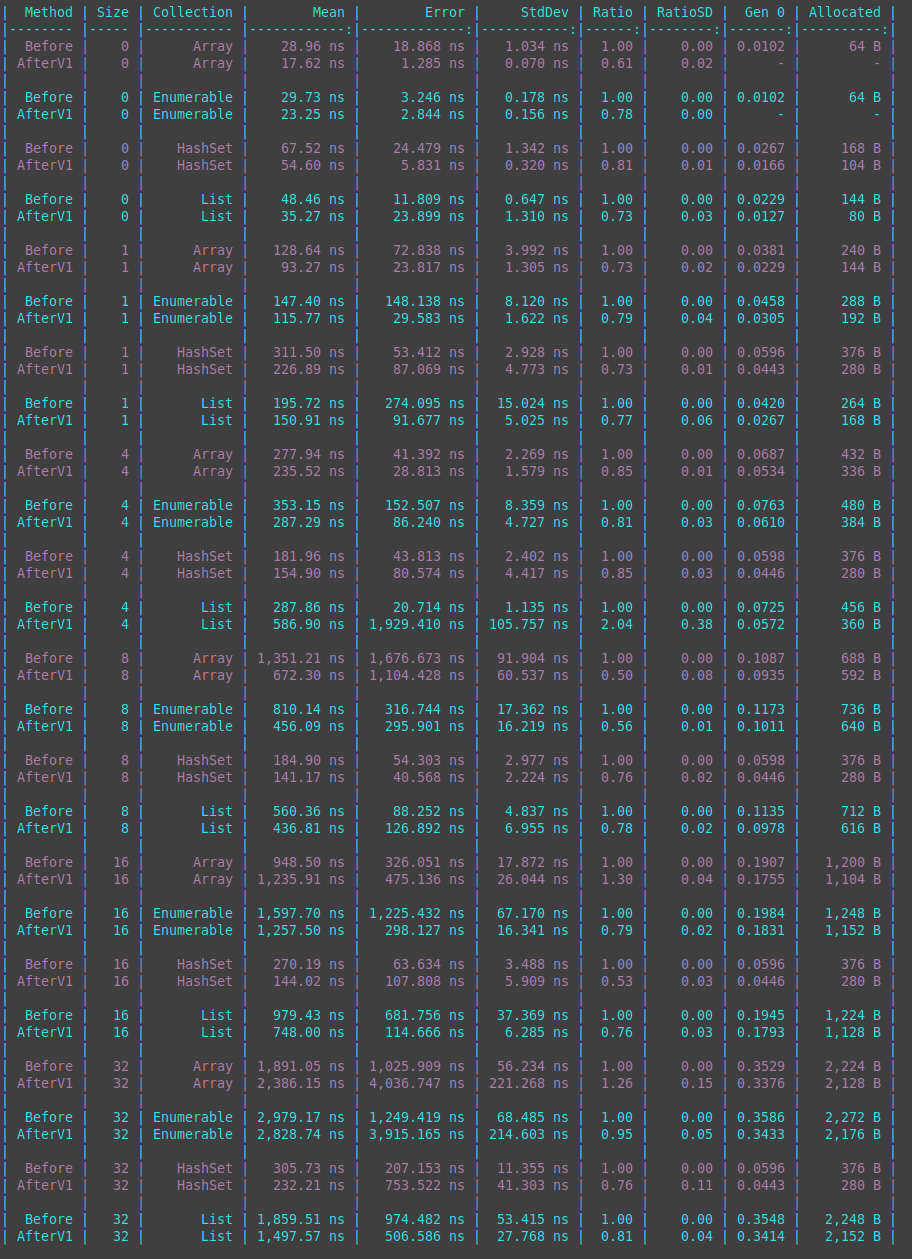 | Method | Size | Collection | Mean | Error | StdDev | Ratio | RatioSD | Gen 0 | Allocated |
|-------- |----- |----------- |------------:|-------------:|-----------:|------:|--------:|-------:|----------:|
| Before | 0 | Array | 28.96 ns | 18.868 ns | 1.034 ns | 1.00 | 0.00 | 0.0102 | 64 B |
| AfterV1 | 0 | Array | 17.62 ns | 1.285 ns | 0.070 ns | 0.61 | 0.02 | - | - |
| | | | | | | | | | |
| Before | 0 | Enumerable | 29.73 ns | 3.246 ns | 0.178 ns | 1.00 | 0.00 | 0.0102 | 64 B |
| AfterV1 | 0 | Enumerable | 23.25 ns | 2.844 ns | 0.156 ns | 0.78 | 0.00 | - | - |
| | | | | | | | | | |
| Before | 0 | HashSet | 67.52 ns | 24.479 ns | 1.342 ns | 1.00 | 0.00 | 0.0267 | 168 B |
| AfterV1 | 0 | HashSet | 54.60 ns | 5.831 ns | 0.320 ns | 0.81 | 0.01 | 0.0166 | 104 B |
| | | | | | | | | | |
| Before | 0 | List | 48.46 ns | 11.809 ns | 0.647 ns | 1.00 | 0.00 | 0.0229 | 144 B |
| AfterV1 | 0 | List | 35.27 ns | 23.899 ns | 1.310 ns | 0.73 | 0.03 | 0.0127 | 80 B |
| | | | | | | | | | |
| Before | 1 | Array | 128.64 ns | 72.838 ns | 3.992 ns | 1.00 | 0.00 | 0.0381 | 240 B |
| AfterV1 | 1 | Array | 93.27 ns | 23.817 ns | 1.305 ns | 0.73 | 0.02 | 0.0229 | 144 B |
| | | | | | | | | | |
| Before | 1 | Enumerable | 147.40 ns | 148.138 ns | 8.120 ns | 1.00 | 0.00 | 0.0458 | 288 B |
| AfterV1 | 1 | Enumerable | 115.77 ns | 29.583 ns | 1.622 ns | 0.79 | 0.04 | 0.0305 | 192 B |
| | | | | | | | | | |
| Before | 1 | HashSet | 311.50 ns | 53.412 ns | 2.928 ns | 1.00 | 0.00 | 0.0596 | 376 B |
| AfterV1 | 1 | HashSet | 226.89 ns | 87.069 ns | 4.773 ns | 0.73 | 0.01 | 0.0443 | 280 B |
| | | | | | | | | | |
| Before | 1 | List | 195.72 ns | 274.095 ns | 15.024 ns | 1.00 | 0.00 | 0.0420 | 264 B |
| AfterV1 | 1 | List | 150.91 ns | 91.677 ns | 5.025 ns | 0.77 | 0.06 | 0.0267 | 168 B |
| | | | | | | | | | |
| Before | 4 | Array | 277.94 ns | 41.392 ns | 2.269 ns | 1.00 | 0.00 | 0.0687 | 432 B |
| AfterV1 | 4 | Array | 235.52 ns | 28.813 ns | 1.579 ns | 0.85 | 0.01 | 0.0534 | 336 B |
| | | | | | | | | | |
| Before | 4 | Enumerable | 353.15 ns | 152.507 ns | 8.359 ns | 1.00 | 0.00 | 0.0763 | 480 B |
| AfterV1 | 4 | Enumerable | 287.29 ns | 86.240 ns | 4.727 ns | 0.81 | 0.03 | 0.0610 | 384 B |
| | | | | | | | | | |
| Before | 4 | HashSet | 181.96 ns | 43.813 ns | 2.402 ns | 1.00 | 0.00 | 0.0598 | 376 B |
| AfterV1 | 4 | HashSet | 154.90 ns | 80.574 ns | 4.417 ns | 0.85 | 0.03 | 0.0446 | 280 B |
| | | | | | | | | | |
| Before | 4 | List | 287.86 ns | 20.714 ns | 1.135 ns | 1.00 | 0.00 | 0.0725 | 456 B |
| AfterV1 | 4 | List | 586.90 ns | 1,929.410 ns | 105.757 ns | 2.04 | 0.38 | 0.0572 | 360 B |
| | | | | | | | | | |
| Before | 8 | Array | 1,351.21 ns | 1,676.673 ns | 91.904 ns | 1.00 | 0.00 | 0.1087 | 688 B |
| AfterV1 | 8 | Array | 672.30 ns | 1,104.428 ns | 60.537 ns | 0.50 | 0.08 | 0.0935 | 592 B |
| | | | | | | | | | |
| Before | 8 | Enumerable | 810.14 ns | 316.744 ns | 17.362 ns | 1.00 | 0.00 | 0.1173 | 736 B |
| AfterV1 | 8 | Enumerable | 456.09 ns | 295.901 ns | 16.219 ns | 0.56 | 0.01 | 0.1011 | 640 B |
| | | | | | | | | | |
| Before | 8 | HashSet | 184.90 ns | 54.303 ns | 2.977 ns | 1.00 | 0.00 | 0.0598 | 376 B |
| AfterV1 | 8 | HashSet | 141.17 ns | 40.568 ns | 2.224 ns | 0.76 | 0.02 | 0.0446 | 280 B |
| | | | | | | | | | |
| Before | 8 | List | 560.36 ns | 88.252 ns | 4.837 ns | 1.00 | 0.00 | 0.1135 | 712 B |
| AfterV1 | 8 | List | 436.81 ns | 126.892 ns | 6.955 ns | 0.78 | 0.02 | 0.0978 | 616 B |
| | | | | | | | | | |
| Before | 16 | Array | 948.50 ns | 326.051 ns | 17.872 ns | 1.00 | 0.00 | 0.1907 | 1,200 B |
| AfterV1 | 16 | Array | 1,235.91 ns | 475.136 ns | 26.044 ns | 1.30 | 0.04 | 0.1755 | 1,104 B |
| | | | | | | | | | |
| Before | 16 | Enumerable | 1,597.70 ns | 1,225.432 ns | 67.170 ns | 1.00 | 0.00 | 0.1984 | 1,248 B |
| AfterV1 | 16 | Enumerable | 1,257.50 ns | 298.127 ns | 16.341 ns | 0.79 | 0.02 | 0.1831 | 1,152 B |
| | | | | | | | | | |
| Before | 16 | HashSet | 270.19 ns | 63.634 ns | 3.488 ns | 1.00 | 0.00 | 0.0596 | 376 B |
| AfterV1 | 16 | HashSet | 144.02 ns | 107.808 ns | 5.909 ns | 0.53 | 0.03 | 0.0446 | 280 B |
| | | | | | | | | | |
| Before | 16 | List | 979.43 ns | 681.756 ns | 37.369 ns | 1.00 | 0.00 | 0.1945 | 1,224 B |
| AfterV1 | 16 | List | 748.00 ns | 114.666 ns | 6.285 ns | 0.76 | 0.03 | 0.1793 | 1,128 B |
| | | | | | | | | | |
| Before | 32 | Array | 1,891.05 ns | 1,025.909 ns | 56.234 ns | 1.00 | 0.00 | 0.3529 | 2,224 B |
| AfterV1 | 32 | Array | 2,386.15 ns | 4,036.747 ns | 221.268 ns | 1.26 | 0.15 | 0.3376 | 2,128 B |
| | | | | | | | | | |
| Before | 32 | Enumerable | 2,979.17 ns | 1,249.419 ns | 68.485 ns | 1.00 | 0.00 | 0.3586 | 2,272 B |
| AfterV1 | 32 | Enumerable | 2,828.74 ns | 3,915.165 ns | 214.603 ns | 0.95 | 0.05 | 0.3433 | 2,176 B |
| | | | | | | | | | |
| Before | 32 | HashSet | 305.73 ns | 207.153 ns | 11.355 ns | 1.00 | 0.00 | 0.0596 | 376 B |
| AfterV1 | 32 | HashSet | 232.21 ns | 753.522 ns | 41.303 ns | 0.76 | 0.11 | 0.0443 | 280 B |
| | | | | | | | | | |
| Before | 32 | List | 1,859.51 ns | 974.482 ns | 53.415 ns | 1.00 | 0.00 | 0.3548 | 2,248 B |
| AfterV1 | 32 | List | 1,497.57 ns | 506.586 ns | 27.768 ns | 0.81 | 0.04 | 0.3414 | 2,152 B |